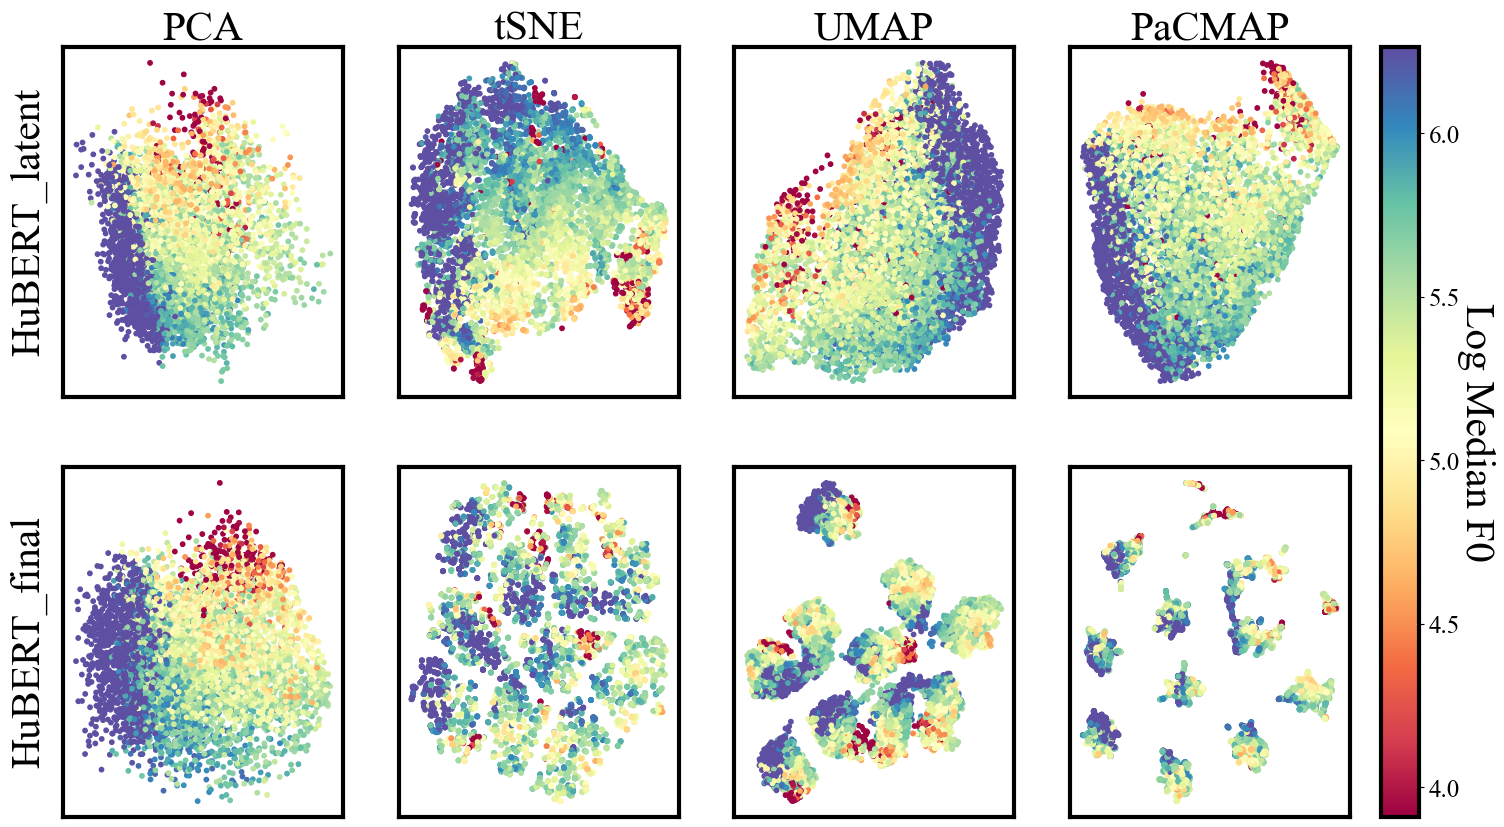 PCA
tSNE
UMAP
PaCMAP
HuBERT_latent
HuBERT_final
6.0
5.5
5.0
4.5
4.0
Log Median F0